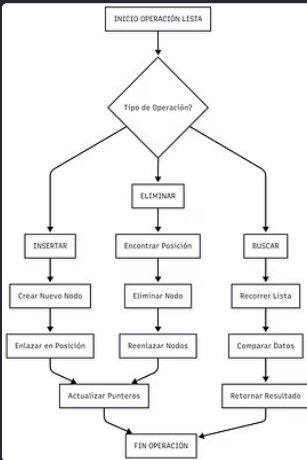 INICIO OPERACIÓN LISTA
Tipo de Operación?
ELIMINAR
INSERTAR
Encontrar Posición
BUSCAR
Crear Nuevo Nodo
Eliminar Nodo
Recorrer Lista
Enlazar en Posición
Reenlazar Nodos
Comparar Datos
Actualizar Punteros
Retornar Resultado
FIN OPERACIÓN